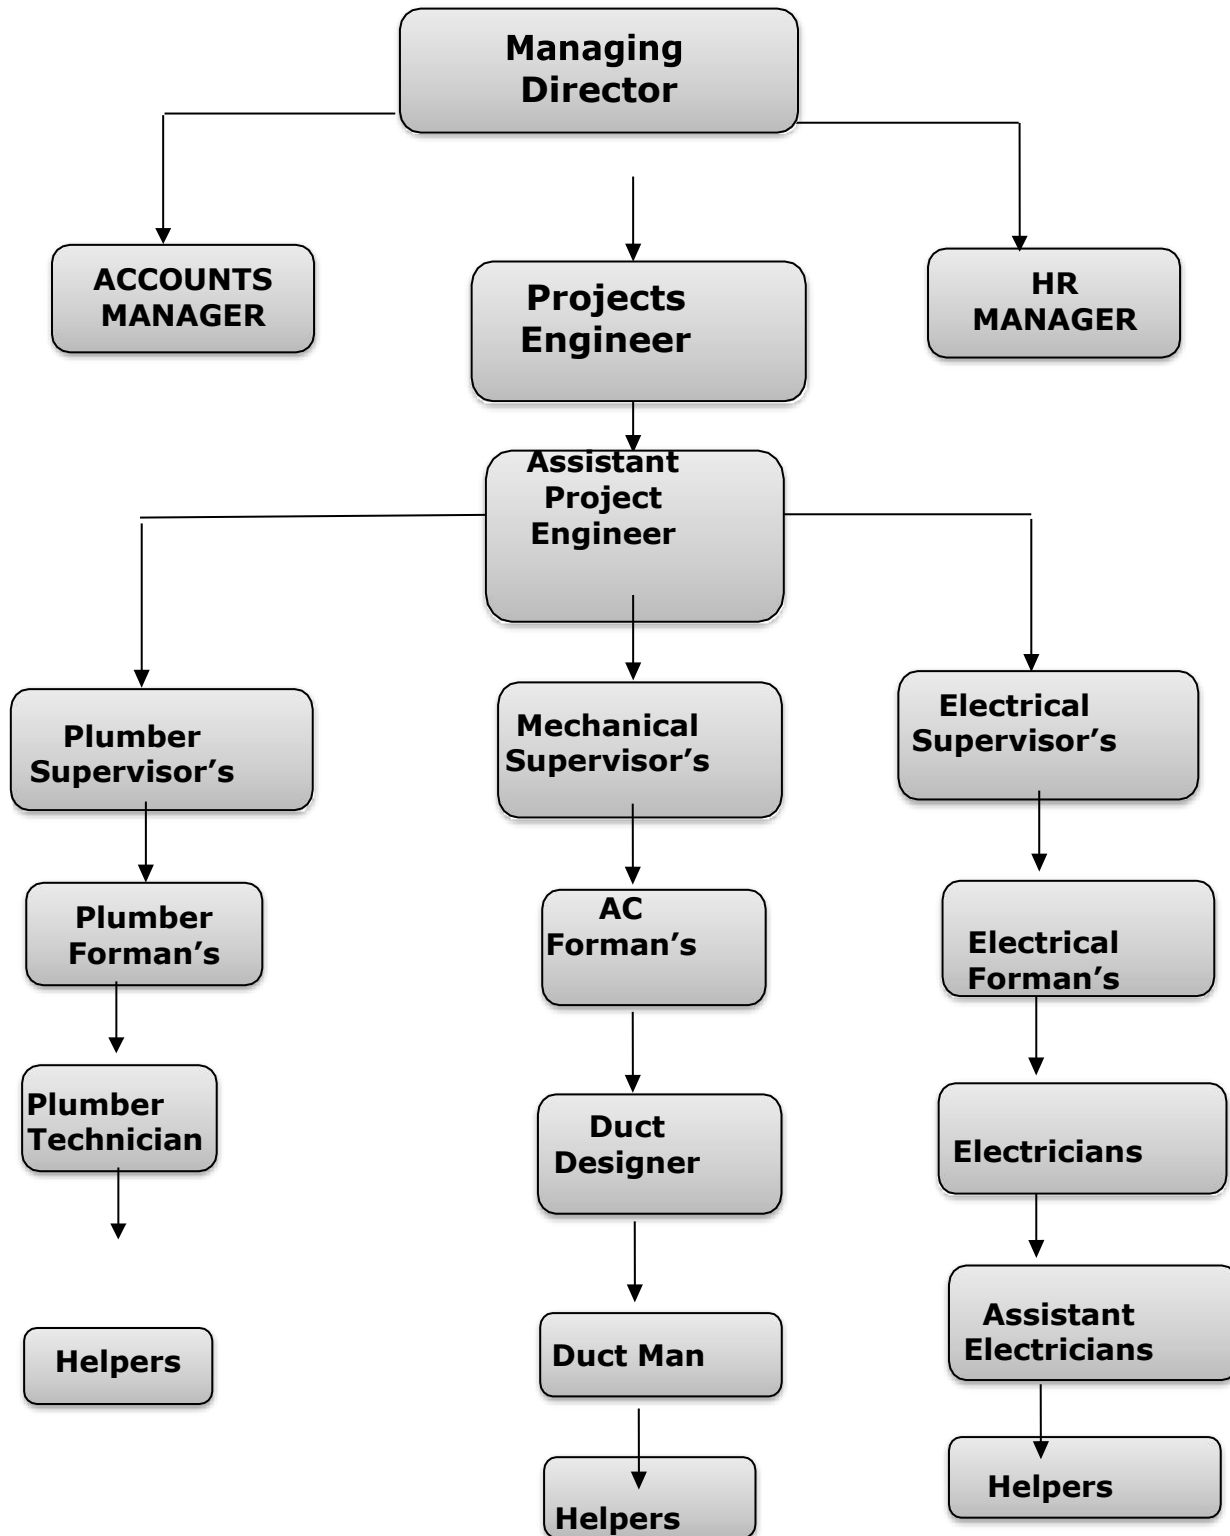 Managing
Director
ACCOUNTS
MANAGER
Projects
Engineer
HR
MANAGER
Assistant
Project
Engineer
Plumber
Supervisor’s
Mechanical
Supervisor’s
Electrical
Supervisor’s
Plumber
Forman’s
AC
Forman’s
Electrical
Forman’s
Plumber
Technician
Duct
Designer
Electricians
Helpers
Duct Man
Assistant
Electricians
Helpers
Helpers